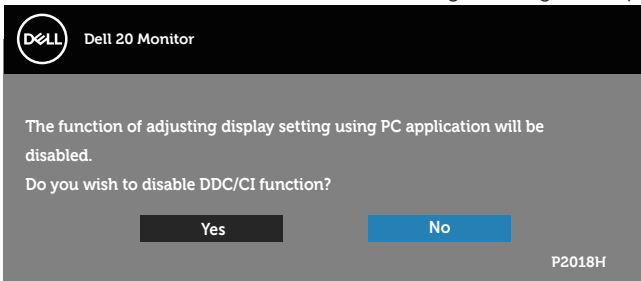 DELL
Dell 20 Monitor
The function of adjusting display setting using PC application will be
disabled.
Do you wish to disable DDC/CI function?
Yes
No
P2018H